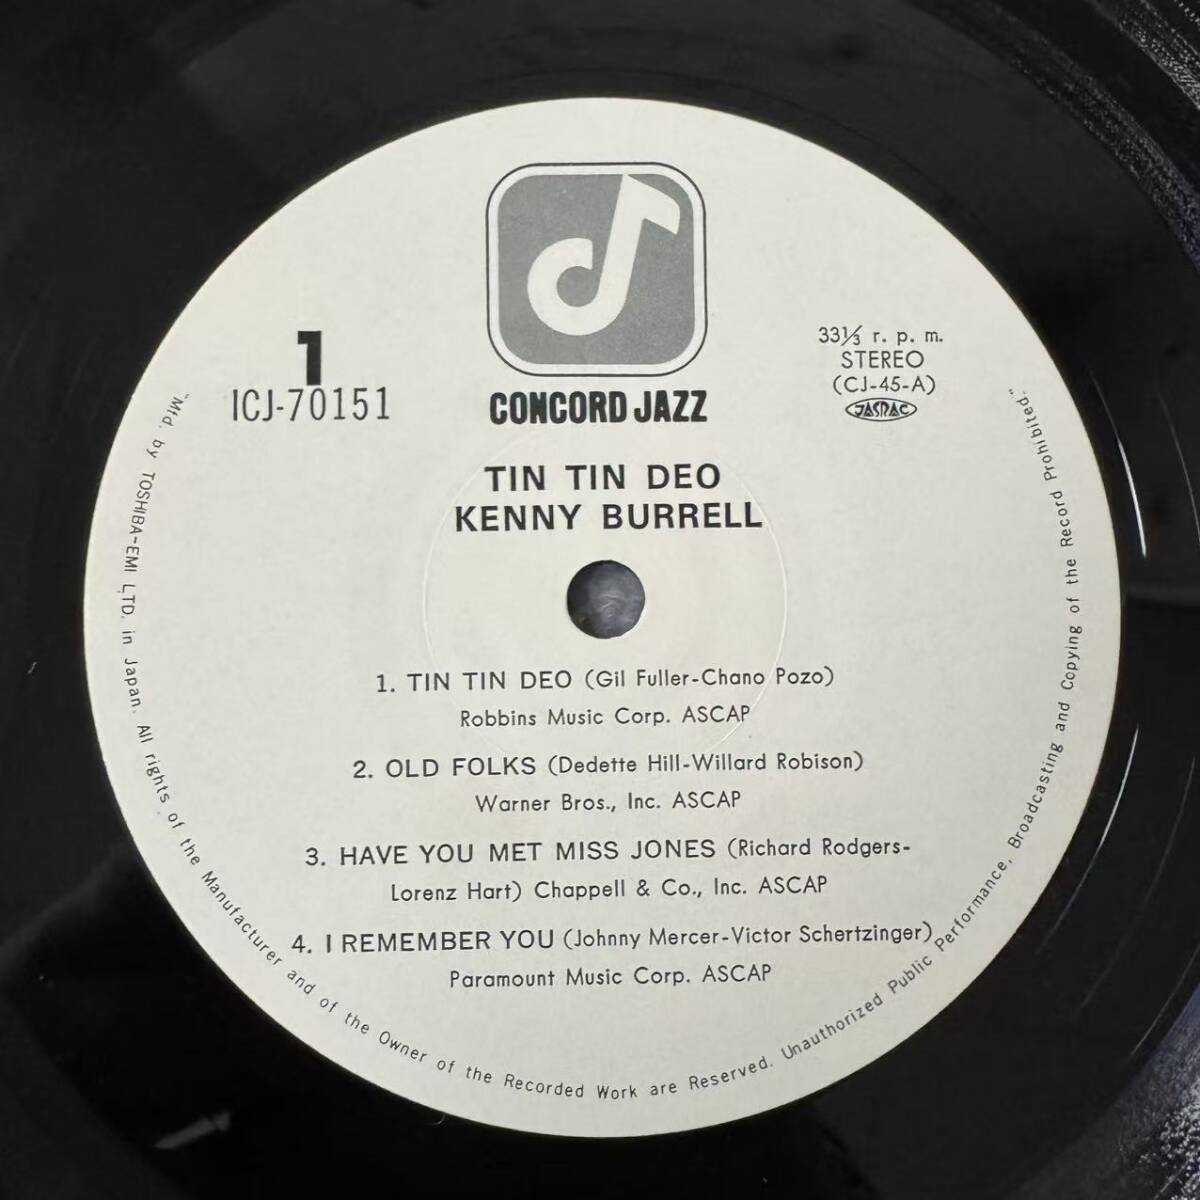 1
ICJ-70151
CONCORD JAZZ
33⅓ r. p. m.
STEREO
(CJ-45-A)
JASRAC
TIN TIN DEO
KENNY BURRELL
1. TIN TIN DEO (Gil Fuller-Chano Pozo)
Robbins Music Corp. ASCAP
2. OLD FOLKS (Dedette Hill-Willard Robison)
Warner Bros., Inc. ASCAP
3. HAVE YOU MET MISS JONES (Richard Rodgers-
Lorenz Hart) Chappell & Co., Inc. ASCAP
4. I REMEMBER YOU (Johnny Mercer-Victor Schertzinger)
Paramount Music Corp. ASCAP
"Mfd. by TOSHIBA-EMI LTD. in Japan. All rights of the Manufacturer and of the Owner of the Recorded Work are Reserved. Unauthorized Public Performance, Broadcasting and Copying of the Record Prohibited."